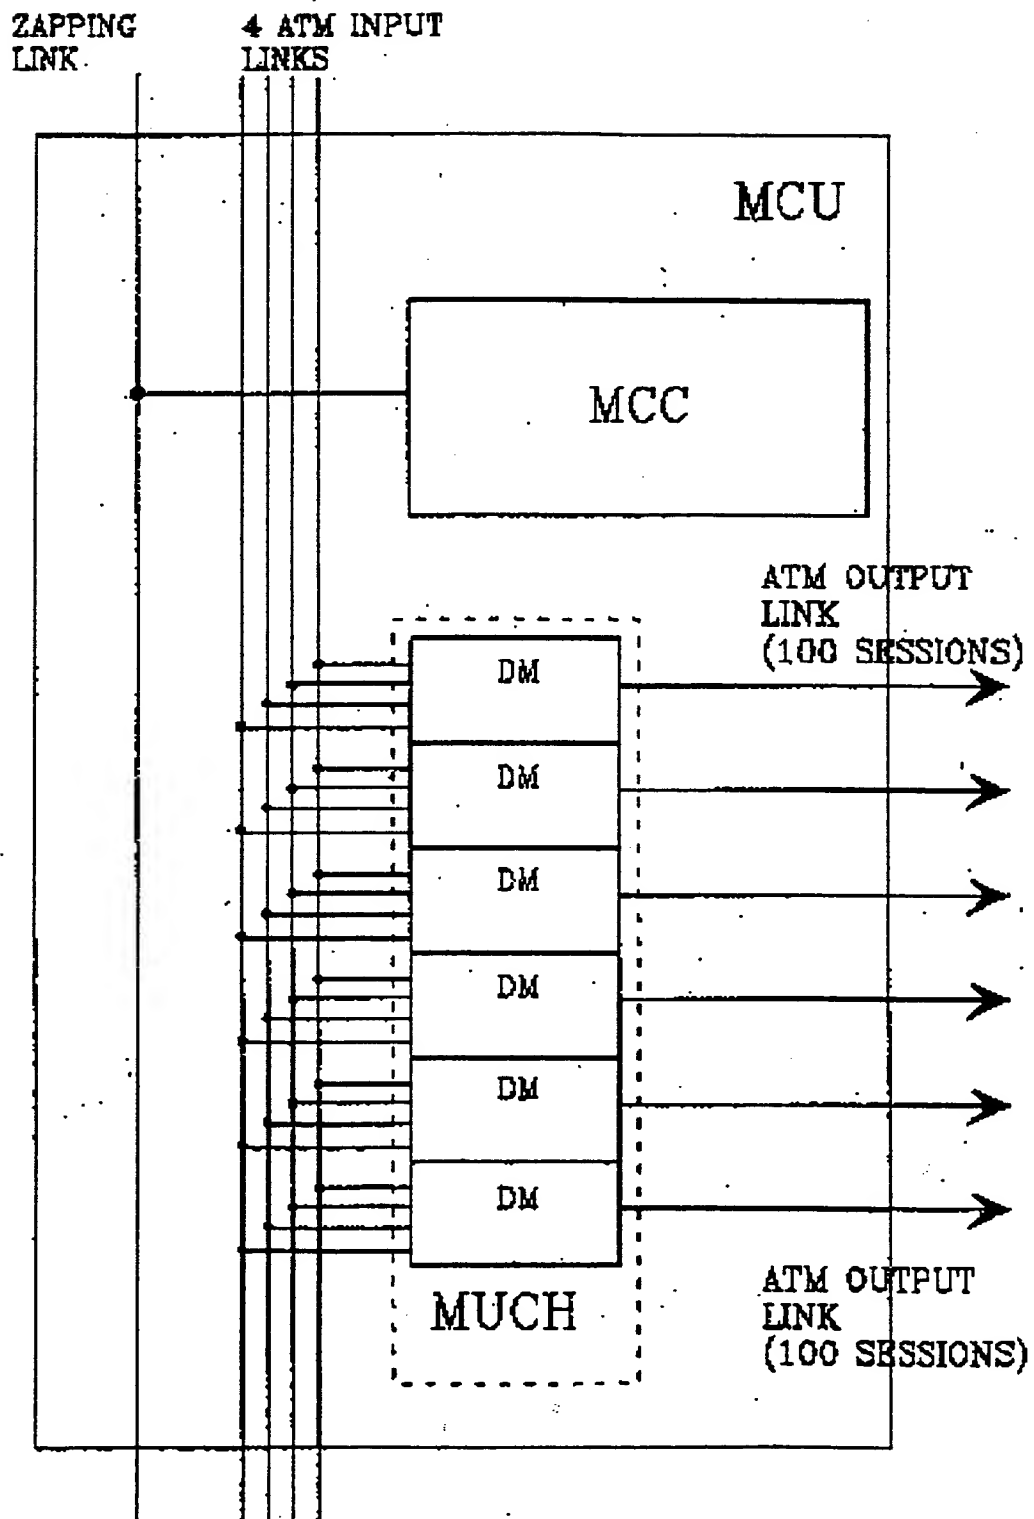 ZAPPING
LINK
4 ATM INPUT
LINKS
MCU
MCC
ATM OUTPUT
LINK
(100 SESSIONS)
DM
DM
DM
DM
DM
DM
MUCH
ATM OUTPUT
LINK
(100 SESSIONS)